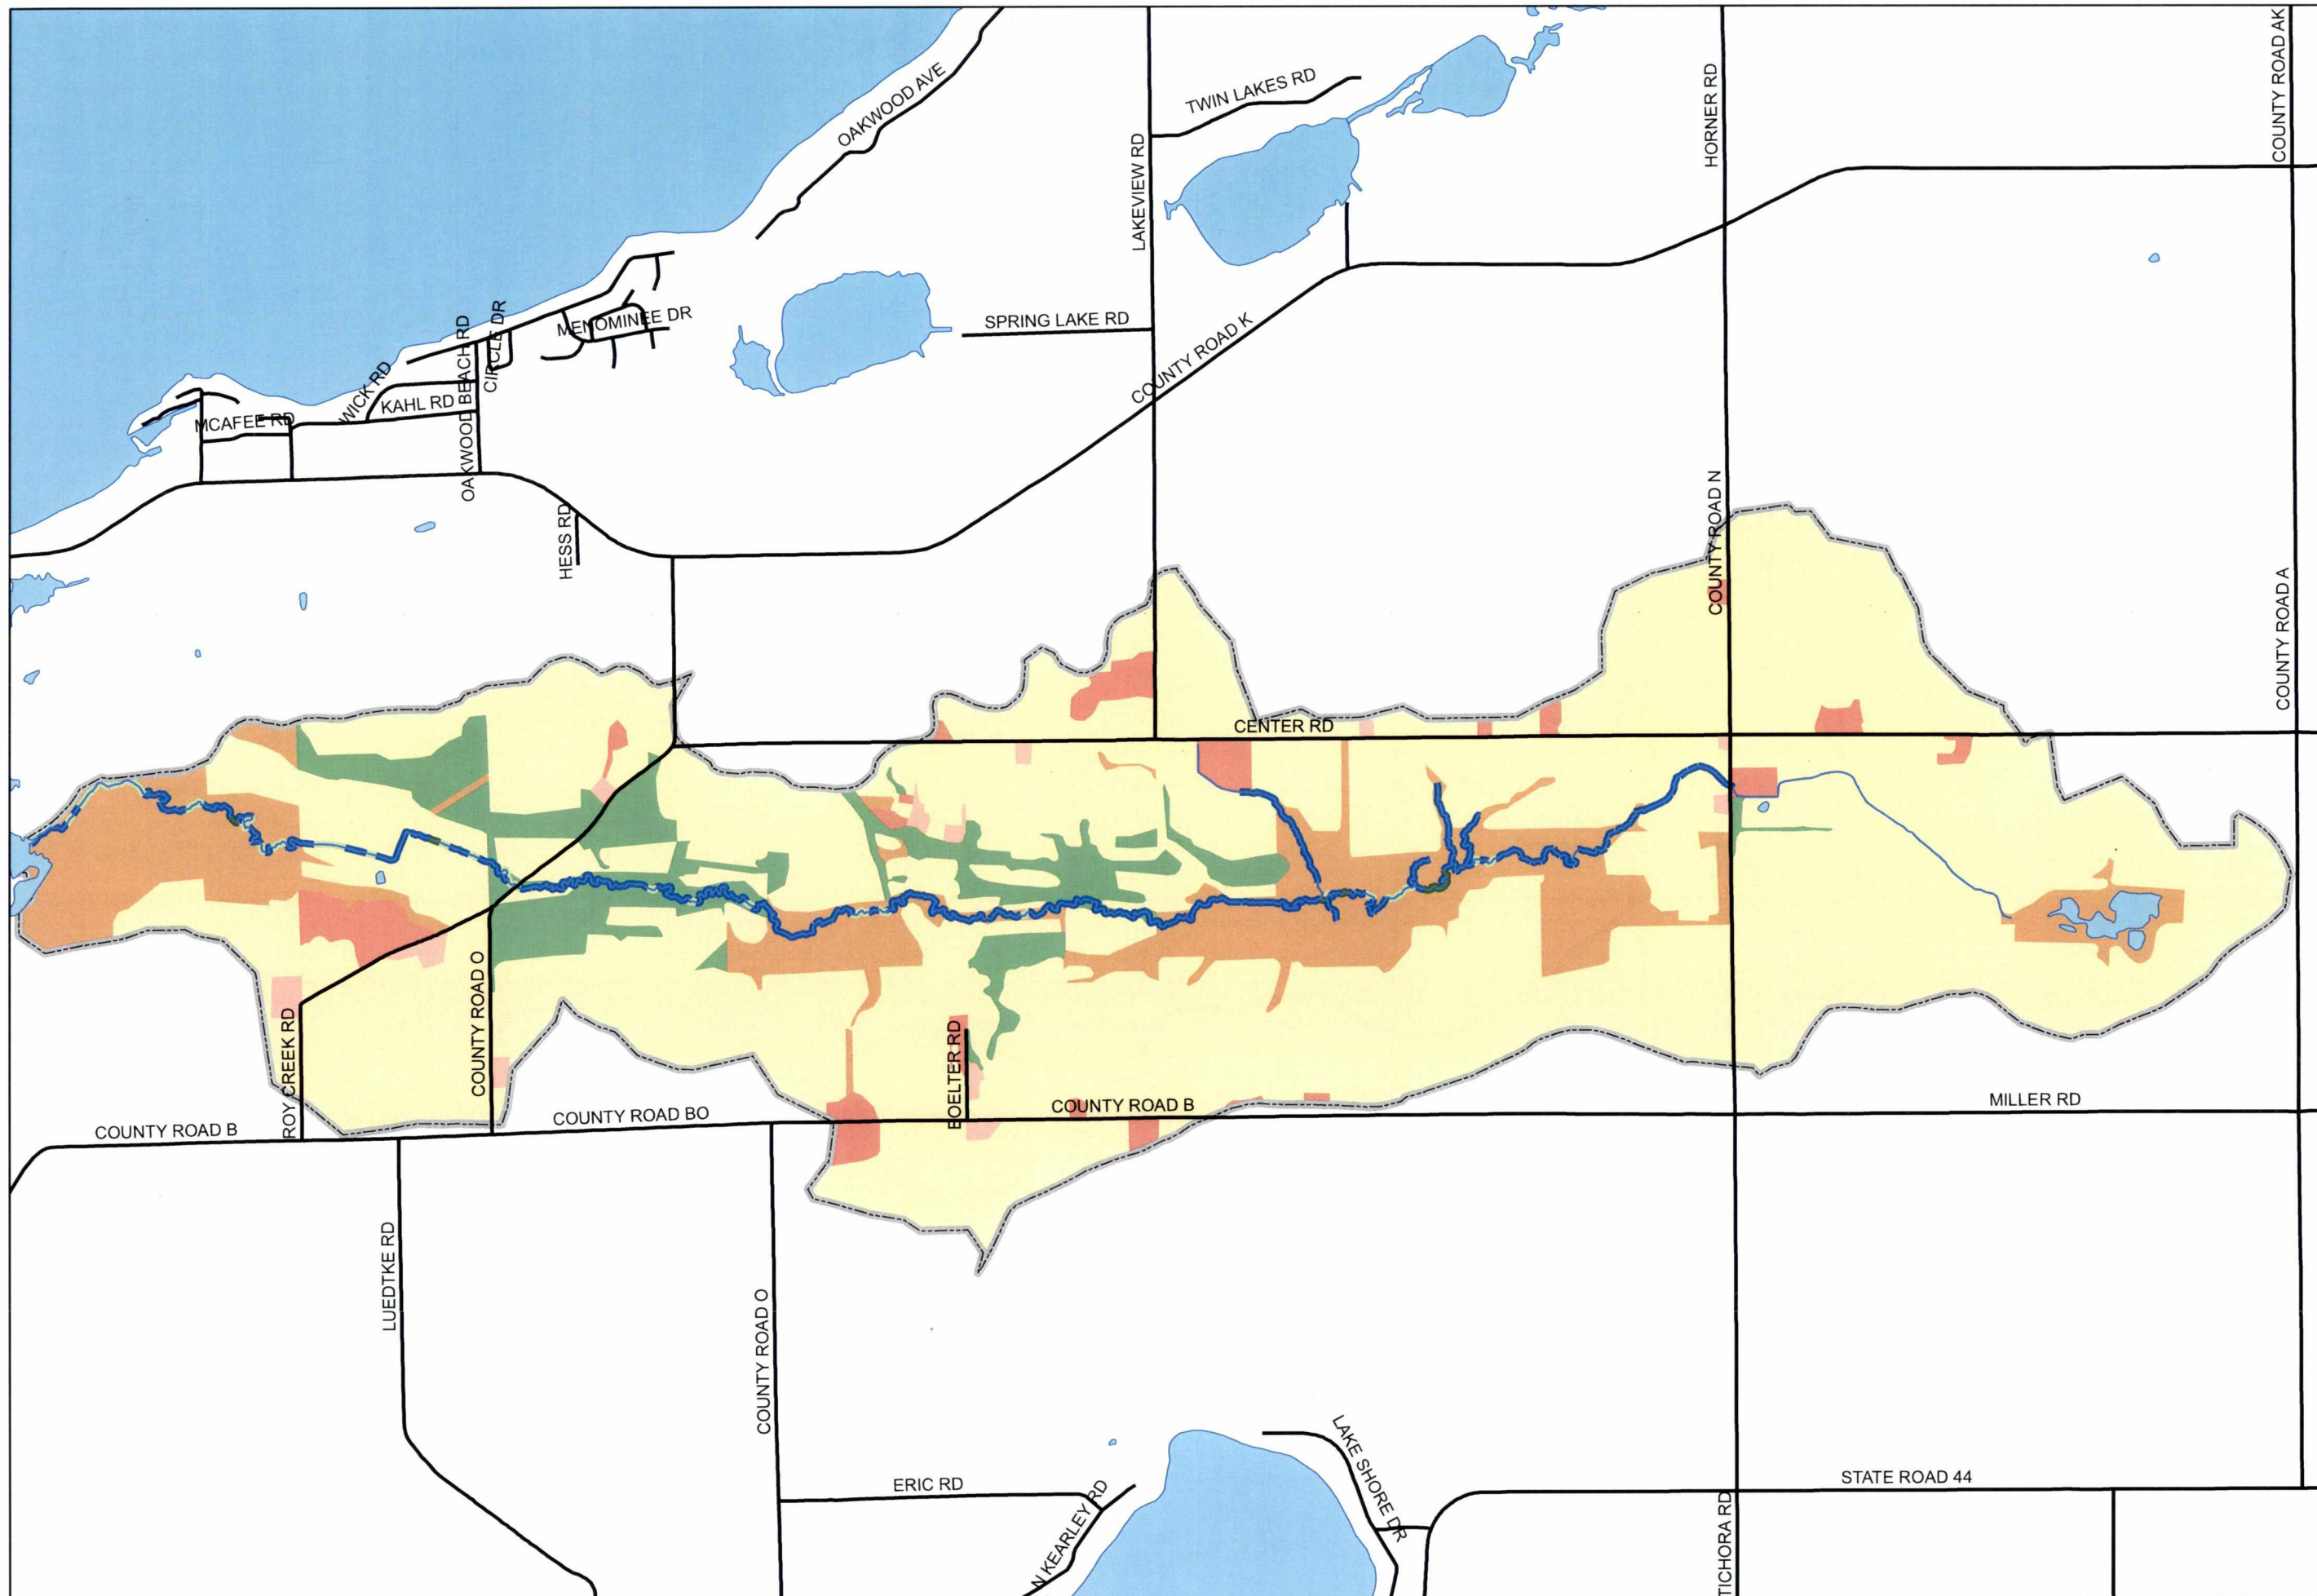 COUNTY ROAD AK
OAKWOOD AVE
TWIN LAKES RD
HORNER RD
LAKEVIEW RD
SPRING LAKE RD
COUNTY ROAD K
MENOMINEE DR
CIRCLE DR
OAKWOOD BEACH RD
WICK RD
KAHL RD
MCAFEE RD
HESS RD
COUNTY ROAD N
COUNTY ROAD A
CENTER RD
ROY CREEK RD
COUNTY ROAD O
BOELTER RD
COUNTY ROAD B
COUNTY ROAD BO
COUNTY ROAD B
MILLER RD
LUEDTKE RD
COUNTY ROAD O
ERIC RD
N KEARLEY RD
LAKE SHORE DR
STATE ROAD 44
TICHORA RD